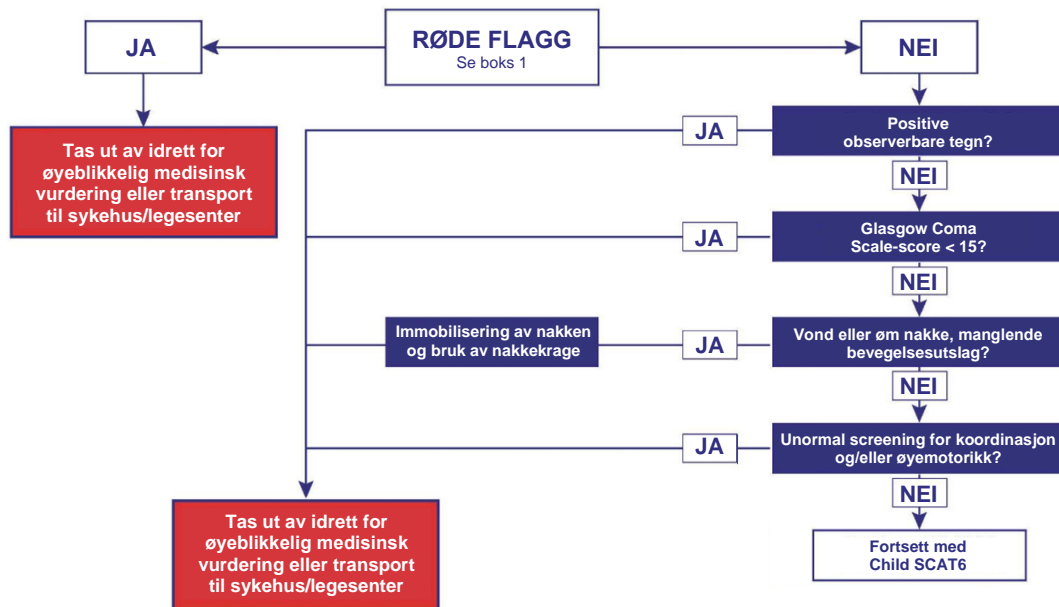 RØDE FLAGG
Se boks 1
JA
NEI
Tas ut av idrett for
øyeblikkelig medisinsk
vurdering eller transport
til sykehus/legesenter
JA
Positive
observerbare tegn?
NEI
JA
Glasgow Coma
Scale-score < 15?
NEI
Immobilisering av nakken
og bruk av nakkekrage
JA
Vond eller øm nakke, manglende
bevegelsesutslag?
NEI
JA
Unormal screening for koordinasjon
og/eller øyemotorikk?
NEI
Tas ut av idrett for
øyeblikkelig medisinsk
vurdering eller transport
til sykehus/legesenter
Fortsett med
Child SCAT6